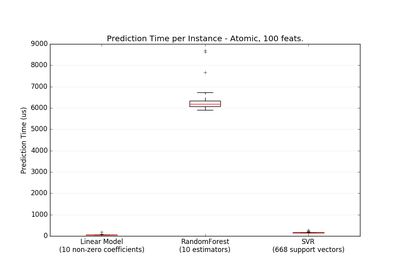 Prediction Time per Instance - Atomic, 100 feats.
9000
8000
7000
6000
5000
4000
3000
2000
1000
0
Prediction Time (us)
Linear Model
(10 non-zero coefficients)
RandomForest
(10 estimators)
SVR
(668 support vectors)